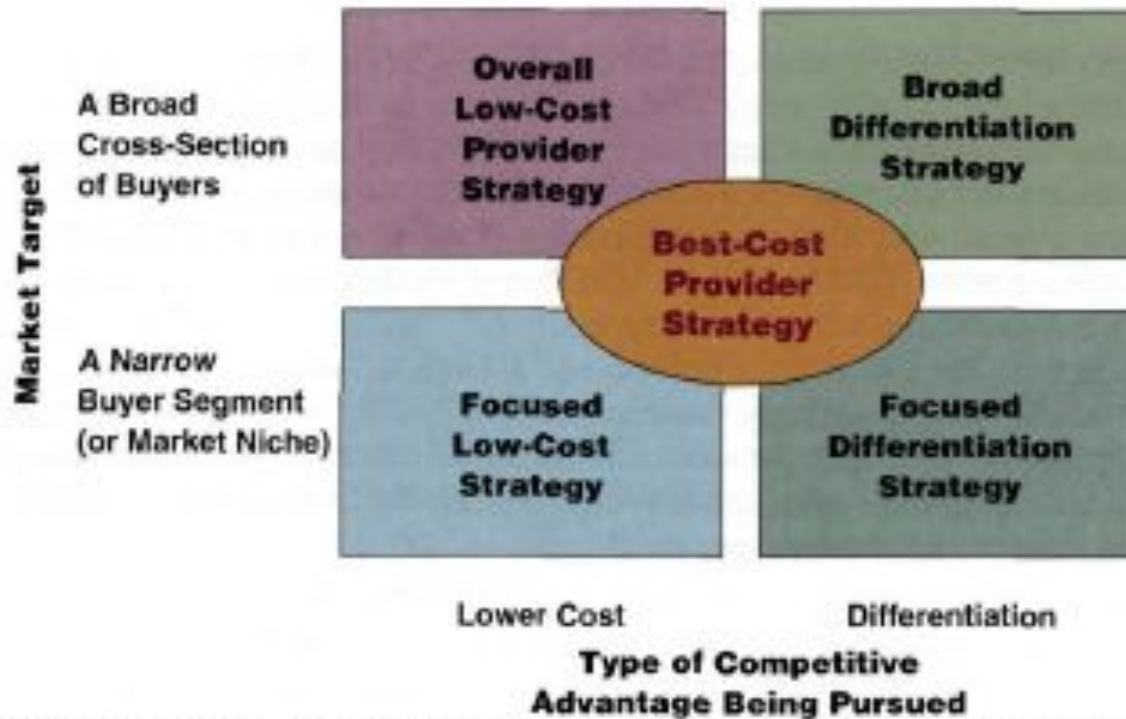 Market Target
A Broad
Cross-Section
of Buyers
Overall
Low-Cost
Provider
Strategy
Broad
Differentiation
Strategy
Best-Cost
Provider
Strategy
A Narrow
Buyer Segment
(or Market Niche)
Focused
Low-Cost
Strategy
Focused
Differentiation
Strategy
Lower Cost
Differentiation
Type of Competitive
Advantage Being Pursued